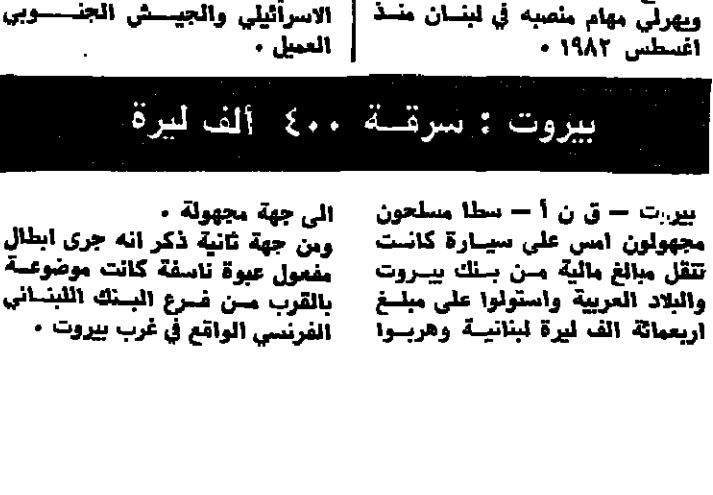 ويهرلي مهام منصبه في لبنان منذ
اغسطس ١٩٨٢ .
الاسرائيلي والجيش الجنوبي
العميل .
بيروت : سرقة ٤٠٠ ألف ليرة
بيروت — ق ن أ — سطا مسلحون
مجهولون امس على سيارة كانت
تنقل مبالغ مالية من بنك بيروت
والبلاد العربية واستولوا على مبلغ
اربعمائة الف ليرة لبنانية وهربوا
الى جهة مجهولة .
ومن جهة ثانية ذكر انه جرى ابطال
مفعول عبوة ناسفة كانت موضوعة
بالقرب من فرع البنك اللبناني
الفرنسي الواقع في غرب بيروت .